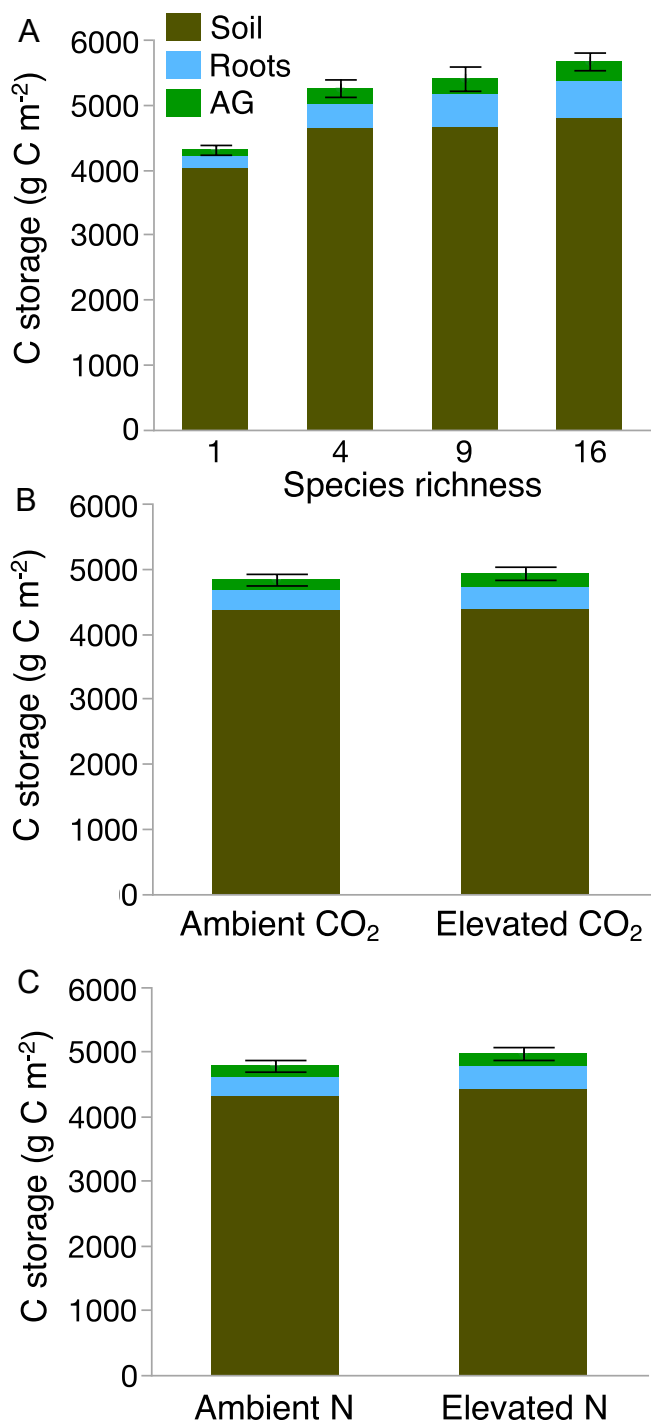 A
Soil
Roots
AG
C storage (g C m-2)
6000
5000
4000
3000
2000
1000
0
1 4 9 16
Species richness
B
C storage (g C m-2)
6000
5000
4000
3000
2000
1000
0
Ambient CO2 Elevated CO2
C
C storage (g C m-2)
6000
5000
4000
3000
2000
1000
0
Ambient N Elevated N